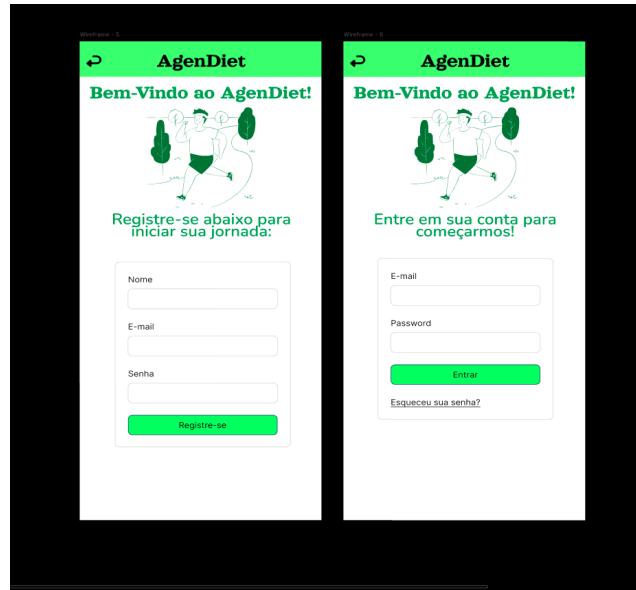 Wireframe - 5
AgenDiet
Bem-Vindo ao AgenDiet!
Registre-se abaixo para
iniciar sua jornada:
Nome
E-mail
Senha
Registre-se
Wireframe - 6
AgenDiet
Bem-Vindo ao AgenDiet!
Entre em sua conta para
começarmos!
E-mail
Password
Entrar
Esqueceu sua senha?